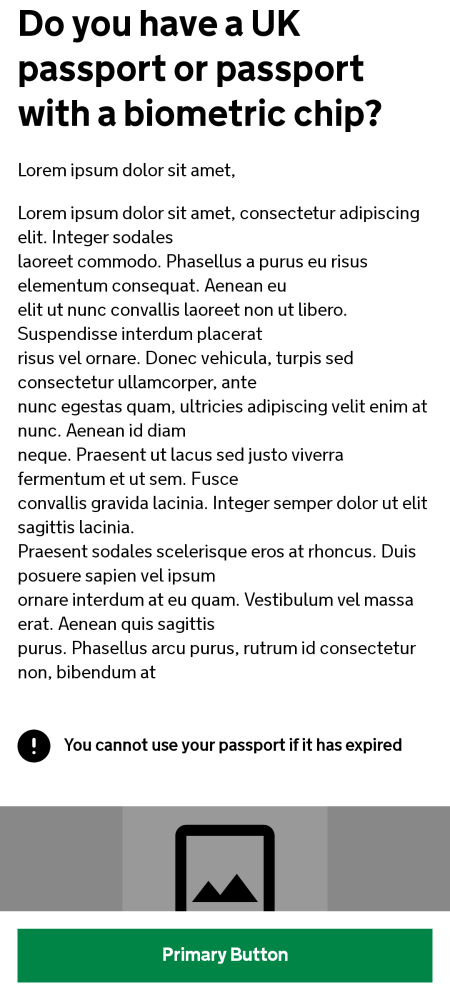 Do you have a UK
passport or passport
with a biometric chip?
Lorem ipsum dolor sit amet,
Lorem ipsum dolor sit amet, consectetur adipiscing
elit. Integer sodales
laoreet commodo. Phasellus a purus eu risus
elementum consequat. Aenean eu
elit ut nunc convallis laoreet non ut libero.
Suspendisse interdum placerat
risus vel ornare. Donec vehicula, turpis sed
consectetur ullamcorper, ante
nunc egestas quam, ultricies adipiscing velit enim at
nunc. Aenean id diam
neque. Praesent ut lacus sed justo viverra
fermentum et ut sem. Fusce
convallis gravida lacinia. Integer semper dolor ut elit
sagittis lacinia.
Praesent sodales scelerisque eros at rhoncus. Duis
posuere sapien vel ipsum
ornare interdum at eu quam. Vestibulum vel massa
erat. Aenean quis sagittis
purus. Phasellus arcu purus, rutrum id consectetur
non, bibendum at
You cannot use your passport if it has expired
Primary Button